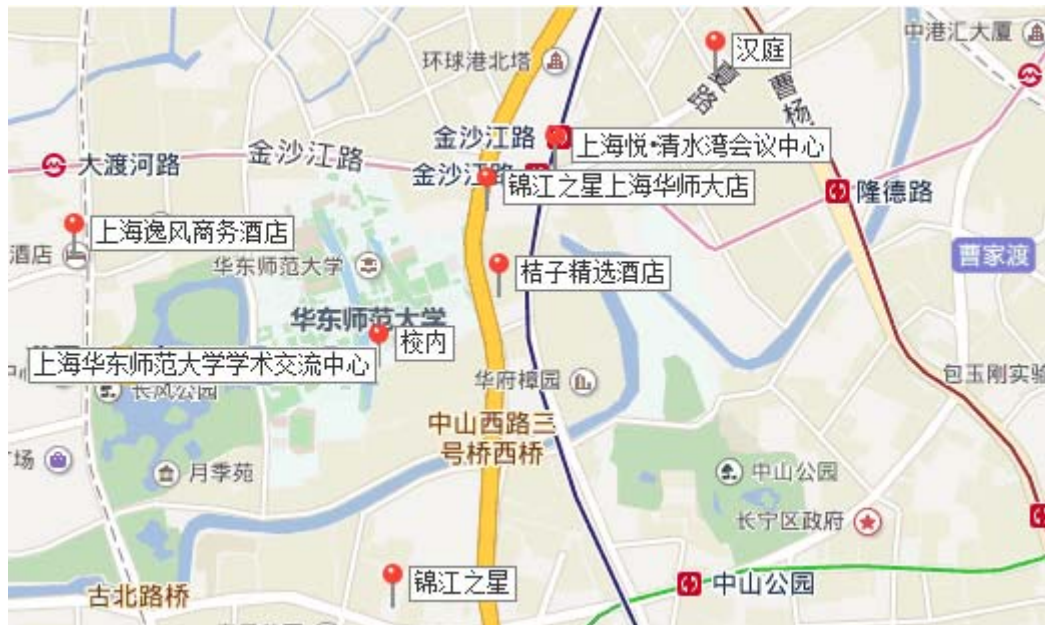 中港汇大厦
汉庭
环球港北塔
夏
路
曹杨
金沙江路
金沙江路
上海悦•清水湾会议中心
大渡河路
金沙江
锦江之星上海华师大店
隆德路
上海逸风商务酒店
酒店
华东师范大学
桔子精选酒店
曹家渡
华东师范大学
校内
上海华东师范大学学术交流中心
长风公园
华府樟园
包玉刚实验
中山西路三
号桥西桥
场
月季苑
中山公园
长宁区政府
锦江之星
中山公园
古北路桥